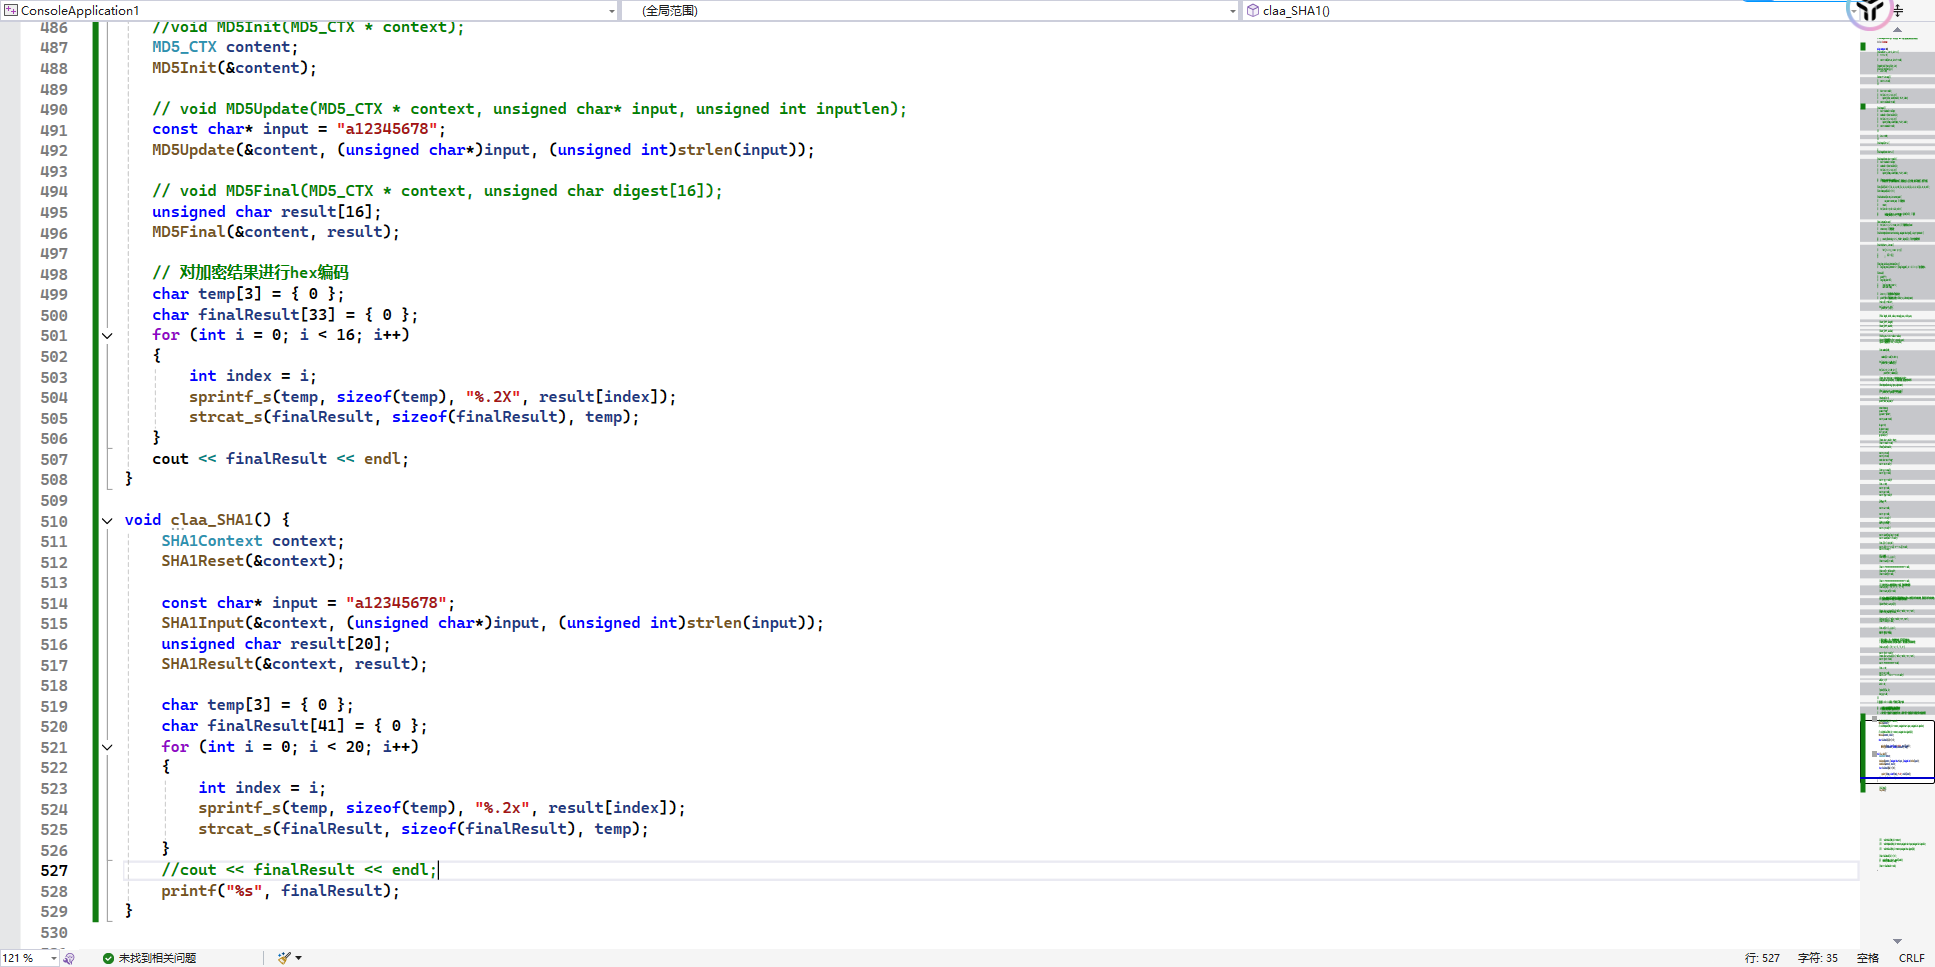 ConsoleApplication1 (全局范围) claa_SHA1()
486 //void MD5Init(MD5_CTX * context);
487 MD5_CTX content;
488 MD5Init(&content);
489
490 // void MD5Update(MD5_CTX * context, unsigned char* input, unsigned int inputlen);
491 const char* input = "a12345678";
492 MD5Update(&content, (unsigned char*)input, (unsigned int)strlen(input));
493
494 // void MD5Final(MD5_CTX * context, unsigned char digest[16]);
495 unsigned char result[16];
496 MD5Final(&content, result);
497
498 // 对加密结果进行hex编码
499 char temp[3] = { 0 };
500 char finalResult[33] = { 0 };
501 for (int i = 0; i < 16; i++)
502 {
503 int index = i;
504 sprintf_s(temp, sizeof(temp), "%.2X", result[index]);
505 strcat_s(finalResult, sizeof(finalResult), temp);
506 }
507 cout << finalResult << endl;
508 }
509
510 void claa_SHA1() {
511 SHA1Context context;
512 SHA1Reset(&context);
513
514 const char* input = "a12345678";
515 SHA1Input(&context, (unsigned char*)input, (unsigned int)strlen(input));
516 unsigned char result[20];
517 SHA1Result(&context, result);
518
519 char temp[3] = { 0 };
520 char finalResult[41] = { 0 };
521 for (int i = 0; i < 20; i++)
522 {
523 int index = i;
524 sprintf_s(temp, sizeof(temp), "%.2x", result[index]);
525 strcat_s(finalResult, sizeof(finalResult), temp);
526 }
527 //cout << finalResult << endl;
528 printf("%s", finalResult);
529 }
530
121 % 未找到相关问题 行: 527 字符: 35 空格 CRLF